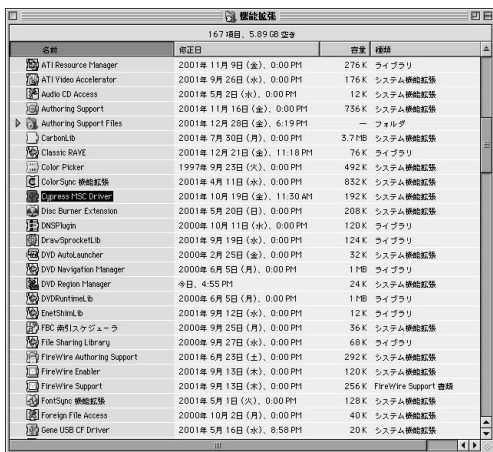 機能拡張
167 項目、5.89 GB 空き
名前 修正日 容量 種類
ATI Resource Manager 2001年 11月 9日（金）、0:00 PM 276 K ライブラリ
ATI Video Accelerator 2001年 9月 26日（水）、0:00 PM 176 K システム機能拡張
Audio CD Access 2001年 5月 2日（水）、0:00 PM 12 K システム機能拡張
Authoring Support 2001年 11月 16日（金）、0:00 PM 736 K システム機能拡張
Authoring Support Files 2001年 12月 28日（金）、6:19 PM — フォルダ
CarbonLib 2001年 7月 30日（月）、0:00 PM 3.7 MB ライブラリ
Classic RAVE 2001年 12月 21日（金）、11:18 PM 76 K ライブラリ
Color Picker 1997年 9月 23日（火）、0:00 PM 492 K システム機能拡張
ColorSync 機能拡張 2001年 4月 11日（水）、0:00 PM 832 K システム機能拡張
Cypress MSC Driver 2001年 10月 19日（金）、11:30 AM 192 K システム機能拡張
Disc Burner Extension 2001年 5月 20日（日）、0:00 PM 208 K システム機能拡張
DNSPlugin 2000年 10月 11日（水）、0:00 PM 120 K ライブラリ
DrawSprocketLib 2001年 9月 19日（水）、0:00 PM 124 K ライブラリ
DVD AutoLauncher 2000年 2月 25日（金）、0:00 PM 32 K システム機能拡張
DVD Navigation Manager 2000年 6月 5日（月）、0:00 PM 1 MB ライブラリ
DVD Region Manager 今日、4:55 PM 24 K システム機能拡張
DVDRuntimeLib 2000年 6月 5日（月）、0:00 PM 1 MB ライブラリ
EnetShimLib 2001年 9月 12日（水）、0:00 PM 12 K ライブラリ
FBC 索引スケジューラ 2000年 9月 25日（月）、0:00 PM 36 K システム機能拡張
File Sharing Library 2000年 9月 27日（水）、0:00 PM 68 K ライブラリ
FireWire Authoring Support 2001年 6月 23日（土）、0:00 PM 292 K システム機能拡張
FireWire Enabler 2001年 9月 13日（木）、0:00 PM 120 K システム機能拡張
FireWire Support 2001年 9月 13日（木）、0:00 PM 256 K FireWire Support 書類
FontSync 機能拡張 2001年 5月 1日（火）、0:00 PM 128 K システム機能拡張
Foreign File Access 2000年 10月 2日（月）、0:00 PM 40 K システム機能拡張
Gene USB CF Driver 2001年 5月 16日（水）、8:58 PM 20 K システム機能拡張